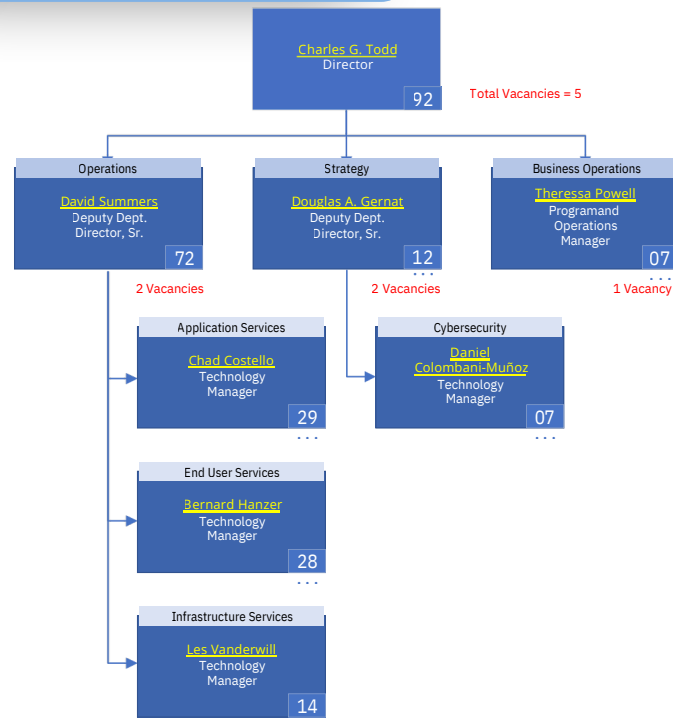 Charles G. Todd
Director
92
Total Vacancies = 5
Operations
David Summers
Deputy Dept.
Director, Sr.
72
2 Vacancies
Strategy
Douglas A. Gernat
Deputy Dept.
Director, Sr.
12
...
2 Vacancies
Business Operations
Theressa Powell
Programand
Operations
Manager
07
...
1 Vacancy
Application Services
Chad Costello
Technology
Manager
29
...
Cybersecurity
Daniel
Colombani-Muñoz
Technology
Manager
07
...
End User Services
Bernard Hanzer
Technology
Manager
28
...
Infrastructure Services
Les Vanderwill
Technology
Manager
14